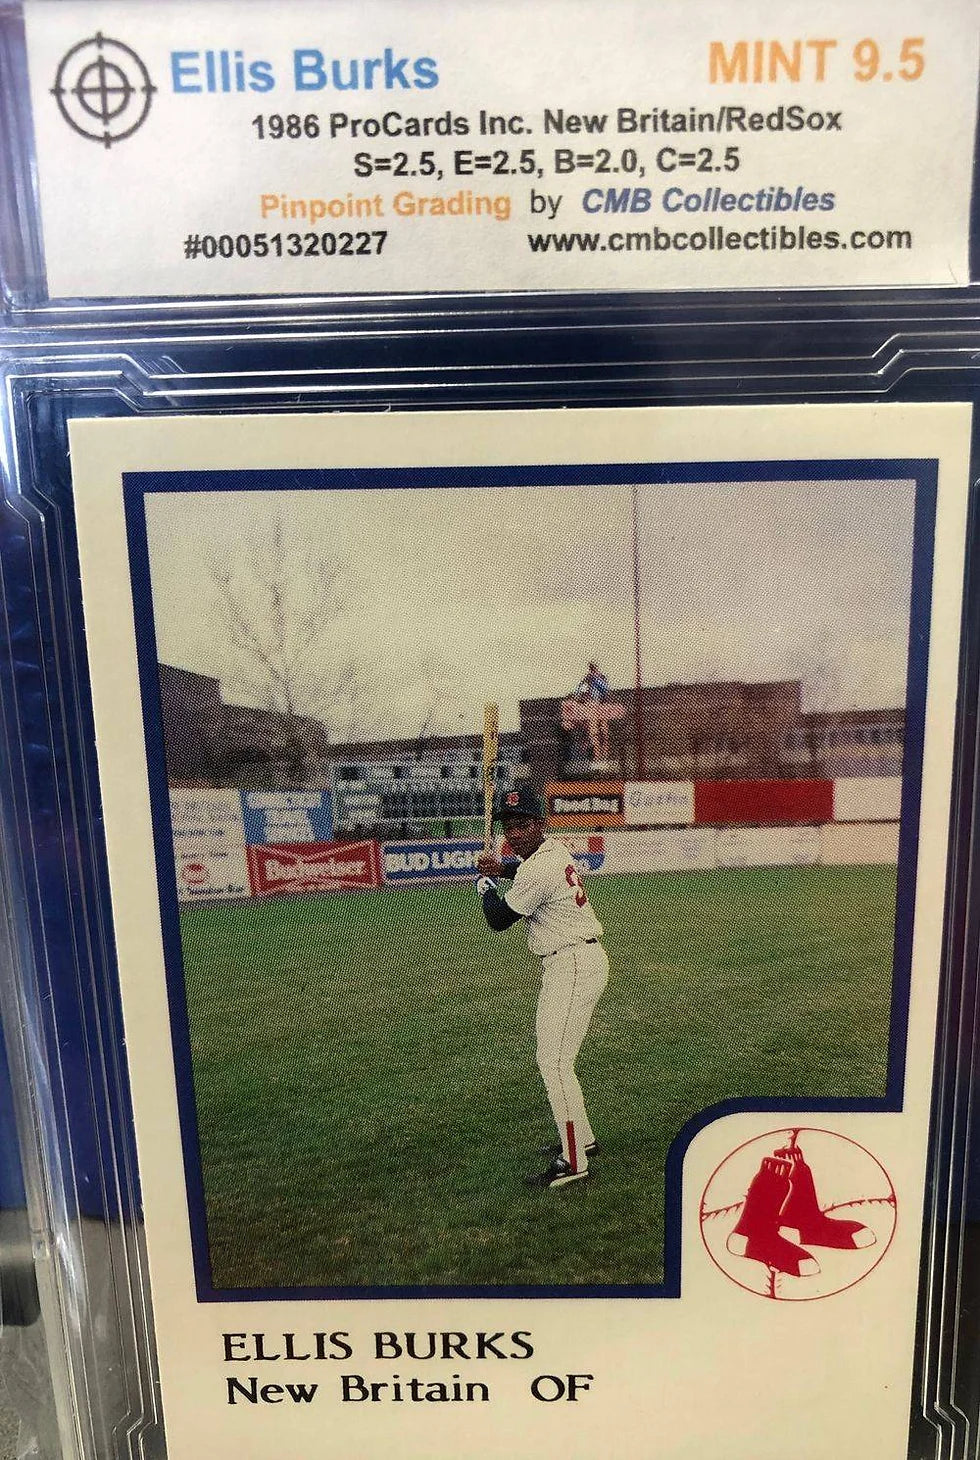 Ellis Burks MINT 9.5
1986 ProCards Inc. New Britain/RedSox
S=2.5, E=2.5, B=2.0, C=2.5
Pinpoint Grading by CMB Collectibles
#00051320227 www.cmbcollectibles.com
Budweiser
BUD LIGH
ELLIS BURKS
New Britain OF